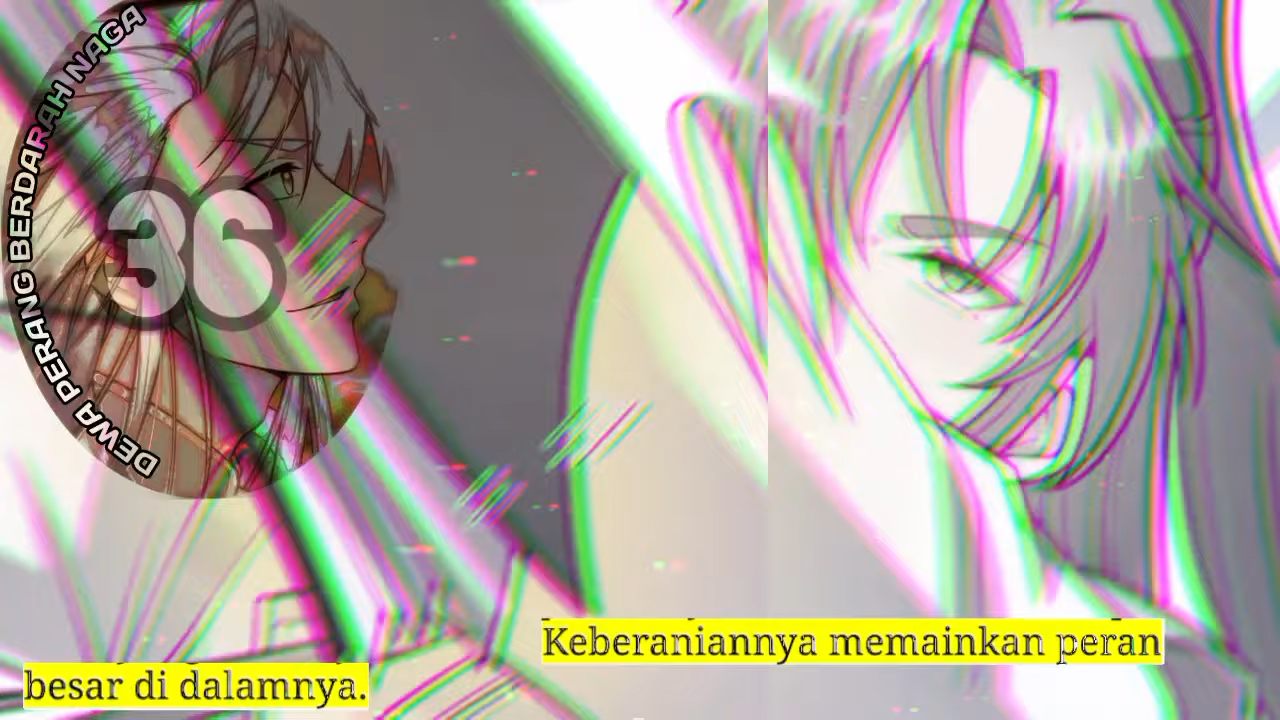 DEWA PERANG BERDARAH NAGA
36
Keberaniannya memainkan peran
besar di dalamnya.